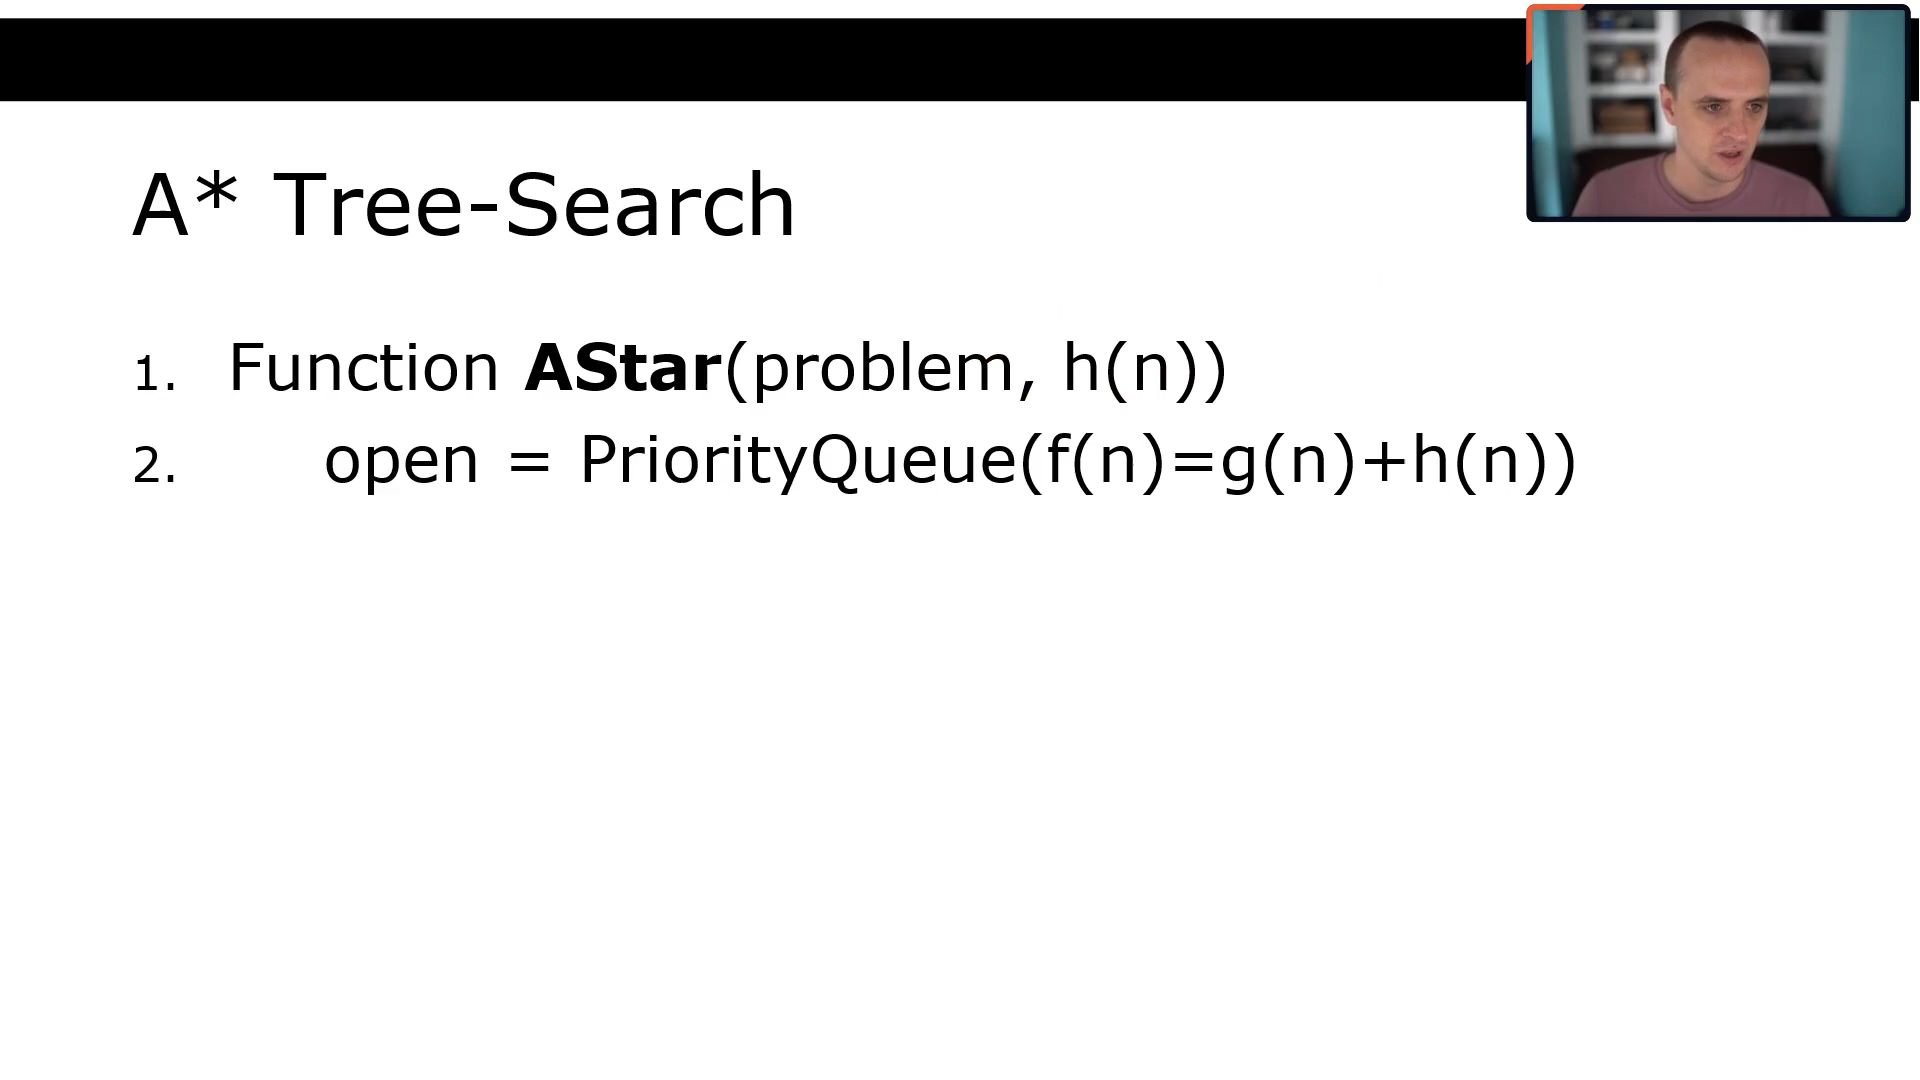 A* Tree-Search
1. Function AStar(problem, h(n))
2. open = PriorityQueue(f(n)=g(n)+h(n))